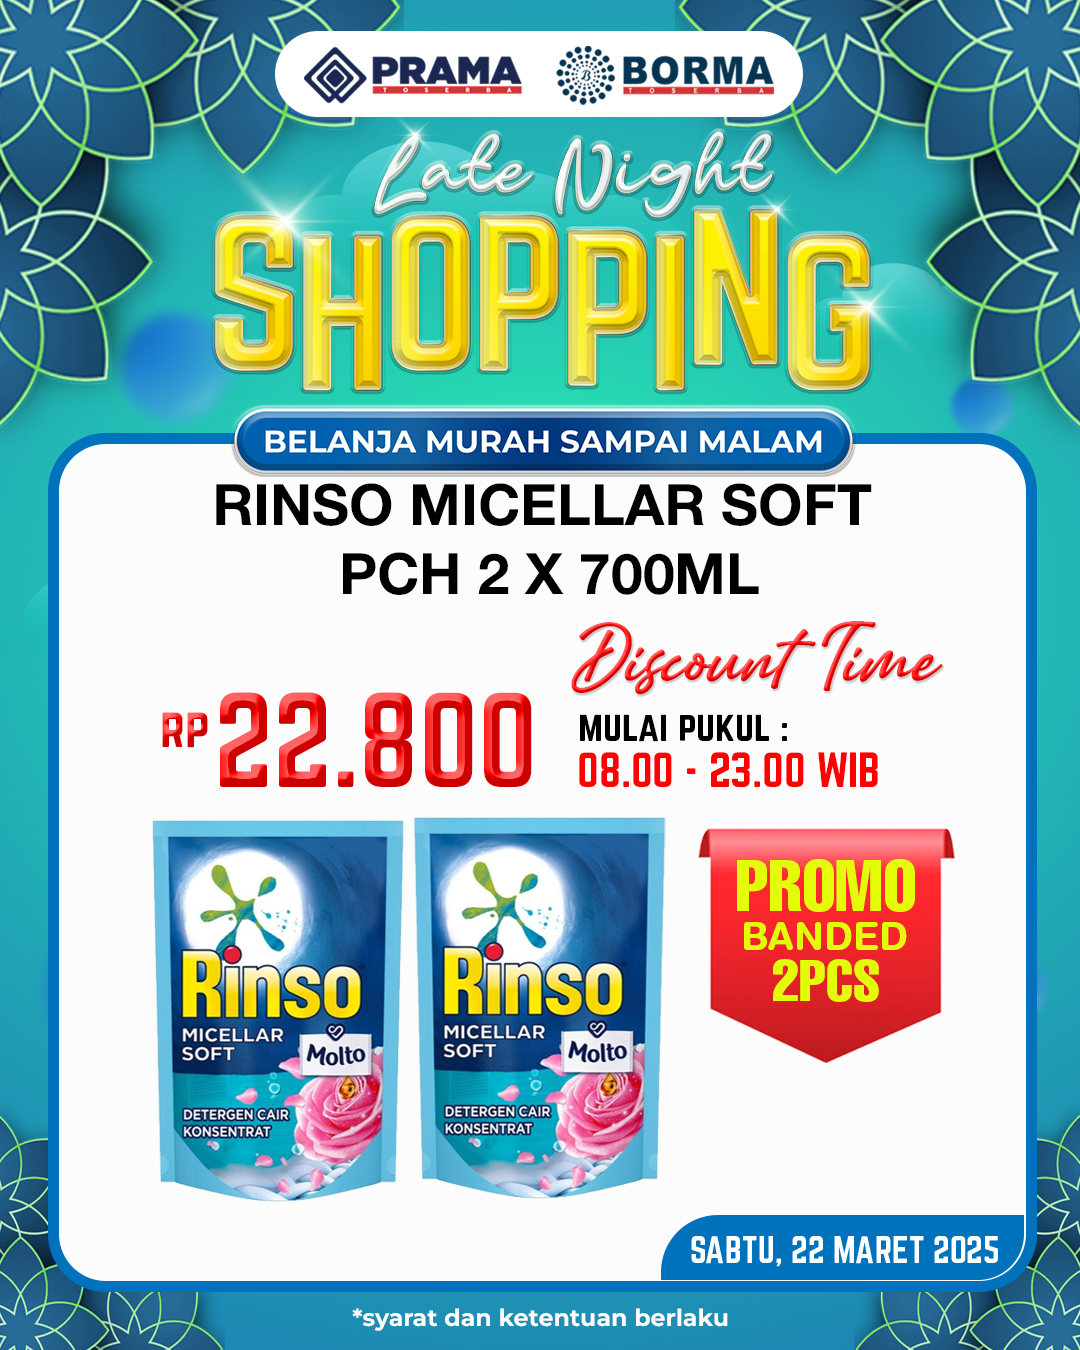 PRAMA
TOSERBA
BORMA
TOSERBA
Late Night
SHOPPING
BELANJA MURAH SAMPAI MALAM
RINSO MICELLAR SOFT
PCH 2 X 700ML
Discount Time
RP 22.800
MULAI PUKUL :
08.00 - 23.00 WIB
Rinso
MICELLAR
SOFT
Molto
DETERGEN CAIR
KONSENTRAT
Rinso
MICELLAR
SOFT
Molto
DETERGEN CAIR
KONSENTRAT
PROMO
BANDED
2PCS
SABTU, 22 MARET 2025
*syarat dan ketentuan berlaku